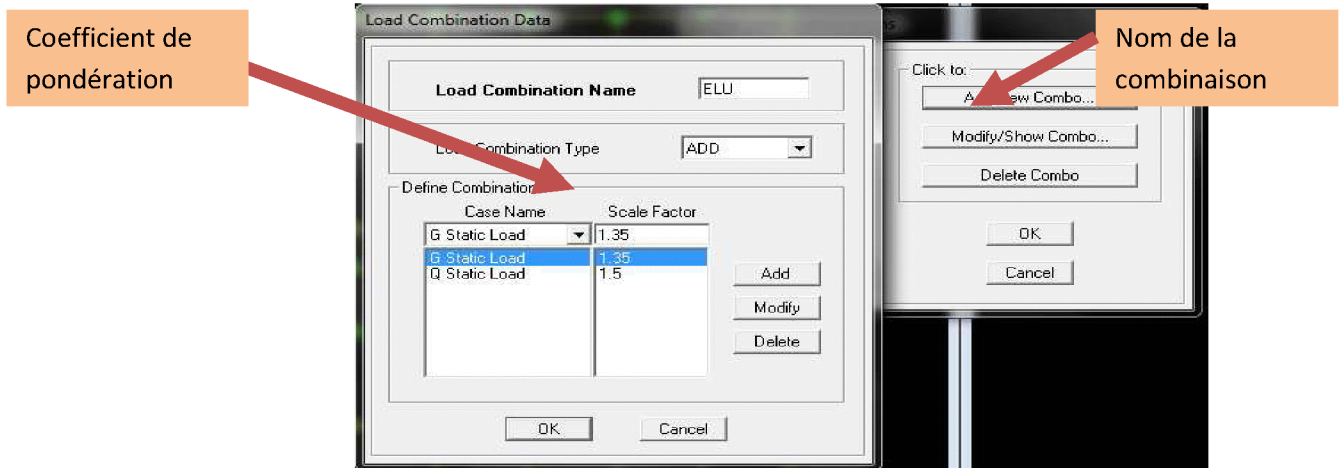 Coefficient de
pondération
Load Combination Data
Load Combination Name
ELU
Combination Type
ADD
Define Combination
Case Name
Scale Factor
G Static Load
1.35
G Static Load
1.35
Q Static Load
1.5
Add
Modify
Delete
OK
Cancel
Nom de la
combinaison
Click to:
Combo...
Modify/Show Combo...
Delete Combo
OK
Cancel